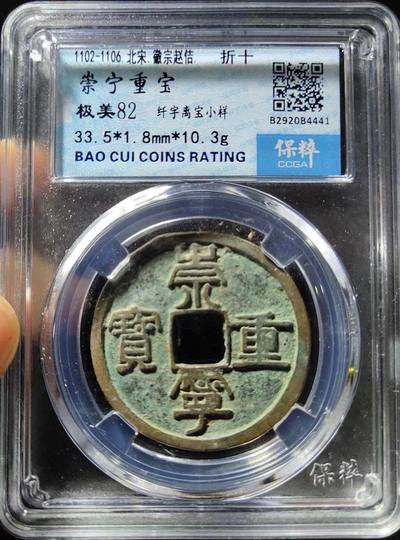 1102-1106.北宋.徽宗赵佶. 折十
崇宁重宝
极美82 纤字离宝小样
33.5*1.8mm*10.3g
BAO CUI COINS RATING
B2920B4441
保粹
CCGA
崇
寶 重
寧
保粹